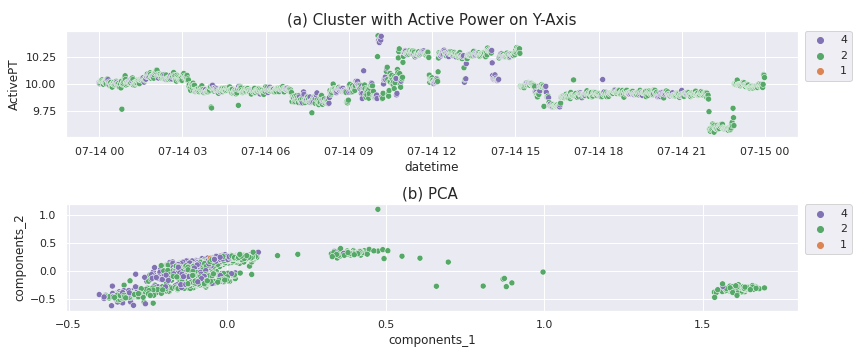 (a) Cluster with Active Power on Y-Axis
ActivePT
10.25
10.00
9.75
07-14 00 07-14 03 07-14 06 07-14 09 07-14 12 07-14 15 07-14 18 07-14 21 07-15 00
datetime
4
2
1
(b) PCA
components_2
1.0
0.5
0.0
−0.5
−0.5 0.0 0.5 1.0 1.5
components_1
4
2
1